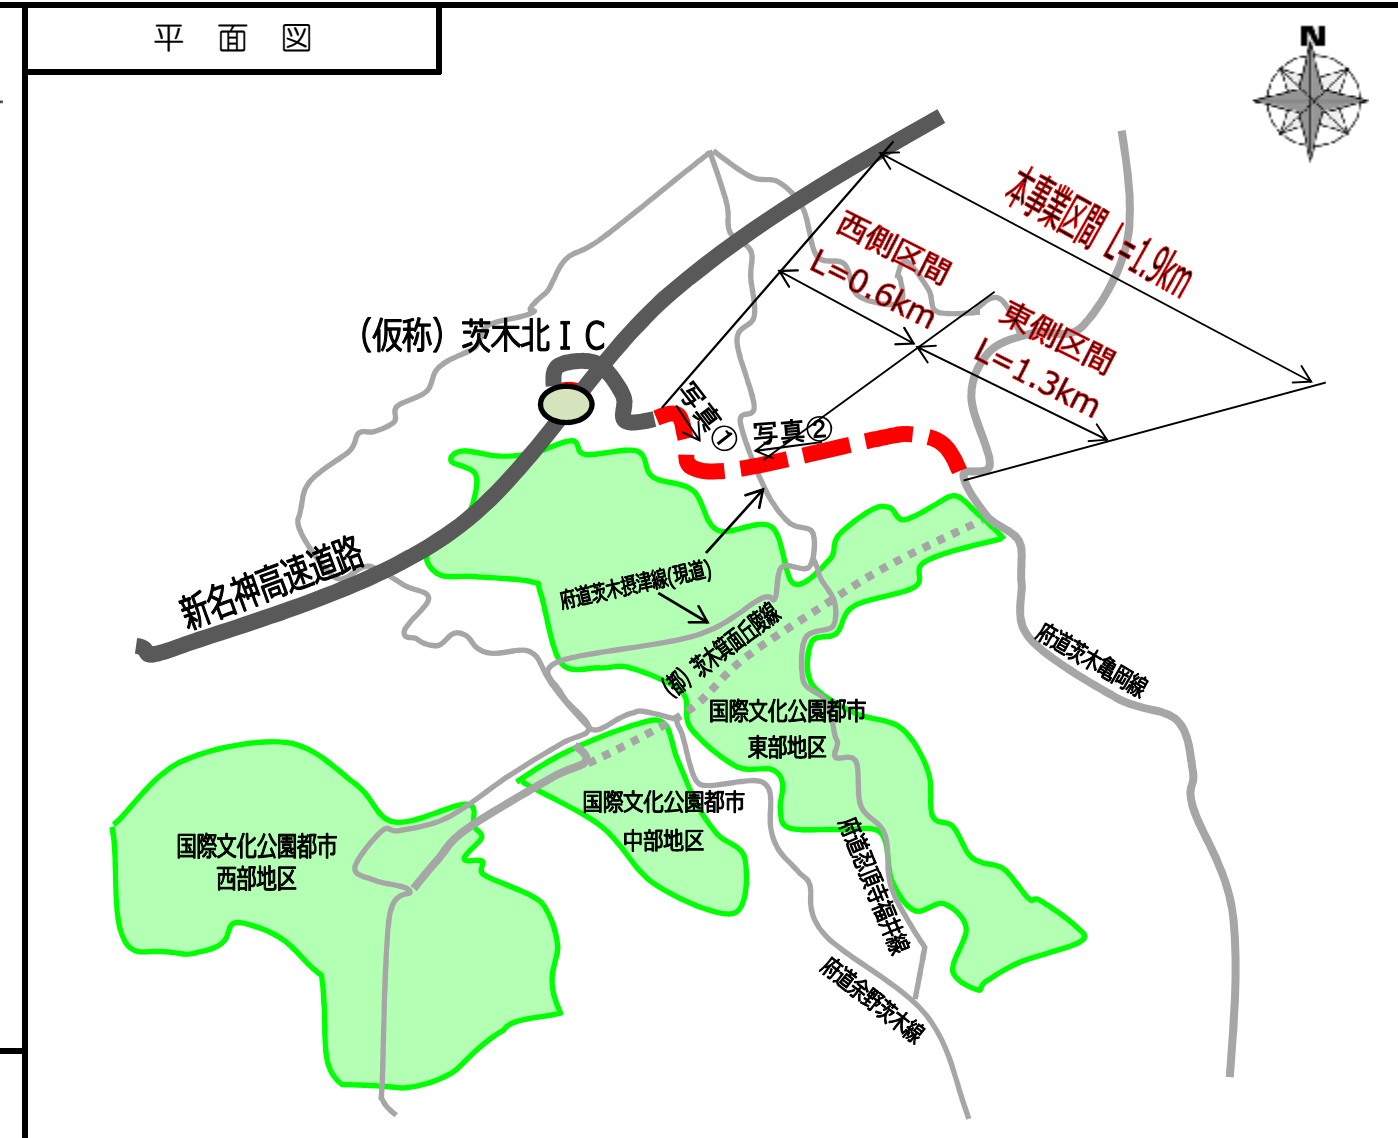 平 面 図
N
本事業区間 L=1.9km
西側区間
L=0.6km
東側区間
L=1.3km
（仮称）茨木北ＩＣ
写真①
写真②
新名神高速道路
府道茨木摂津線(現道)
（都）茨木箕面丘陵線
府道茨木亀岡線
国際文化公園都市
東部地区
国際文化公園都市
中部地区
国際文化公園都市
西部地区
府道忍頂寺福井線
府道余野茨木線